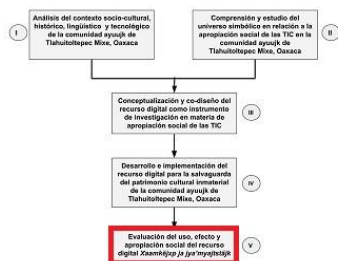 I
Análisis del contexto socio-cultural,
histórico, lingüístico y tecnológico
de la comunidad ayuujk de
Tlahuitoltepec Mixe, Oaxaca
Comprensión y estudio del
universo simbólico en relación a la
apropiación social de las TIC en la
comunidad ayuujk de
Tlahuitoltepec Mixe, Oaxaca
II
Conceptualización y co-diseño del
recurso digital como instrumento
de investigación en materia de
apropiación social de las TIC
III
Desarrollo e implementación del
recurso digital para la salvaguarda
del patrimonio cultural inmaterial de
la comunidad ayuujk de
Tlahuitoltepec Mixe, Oaxaca
IV
Evaluación del uso, efecto y
apropiación social del recurso
digital
V